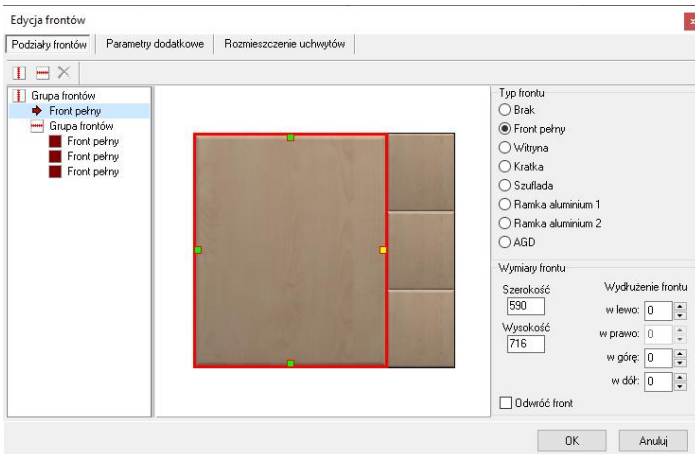 Edycja frontów
x
Podziały frontów Parametry dodatkowe Rozmieszczenie uchwytów
Grupa frontów
Front pełny
Grupa frontów
Front pełny
Front pełny
Front pełny
Typ frontu
Brak
Front pełny
Witryna
Kratka
Szuflada
Ramka aluminium 1
Ramka aluminium 2
AGD
Wymiary frontu
Szerokość
590
Wysokość
716
Wydłużenie frontu
w lewo: 0
w prawo: 0
w górę: 0
w dół: 0
Odwróć front
OK Anuluj